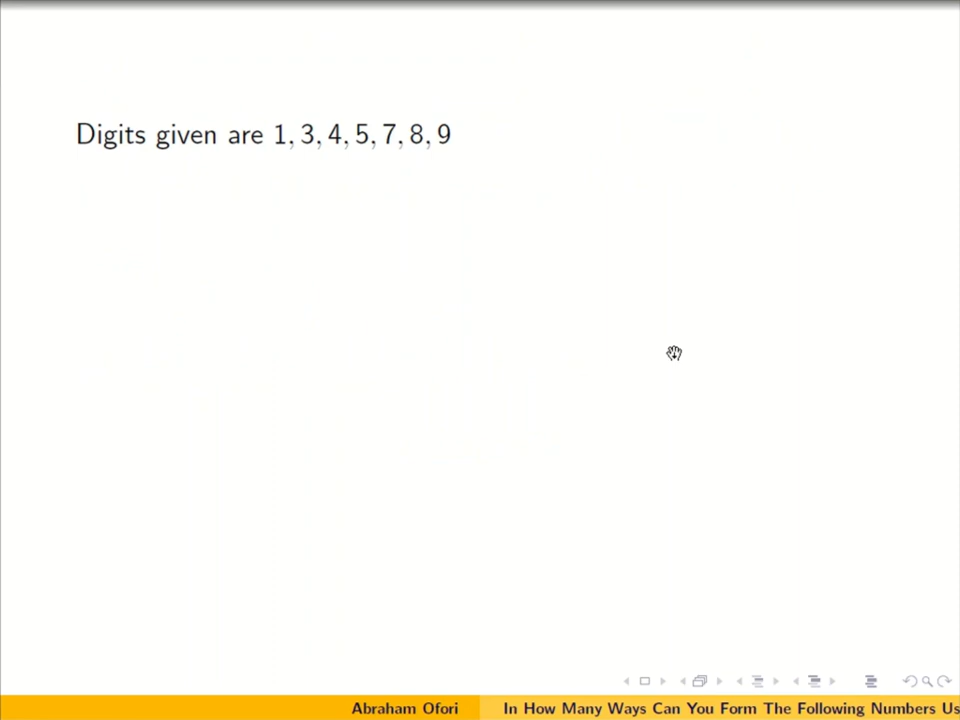 Digits given are 1, 3, 4, 5, 7, 8, 9
Abraham Ofori
In How Many Ways Can You Form The Following Numbers Us